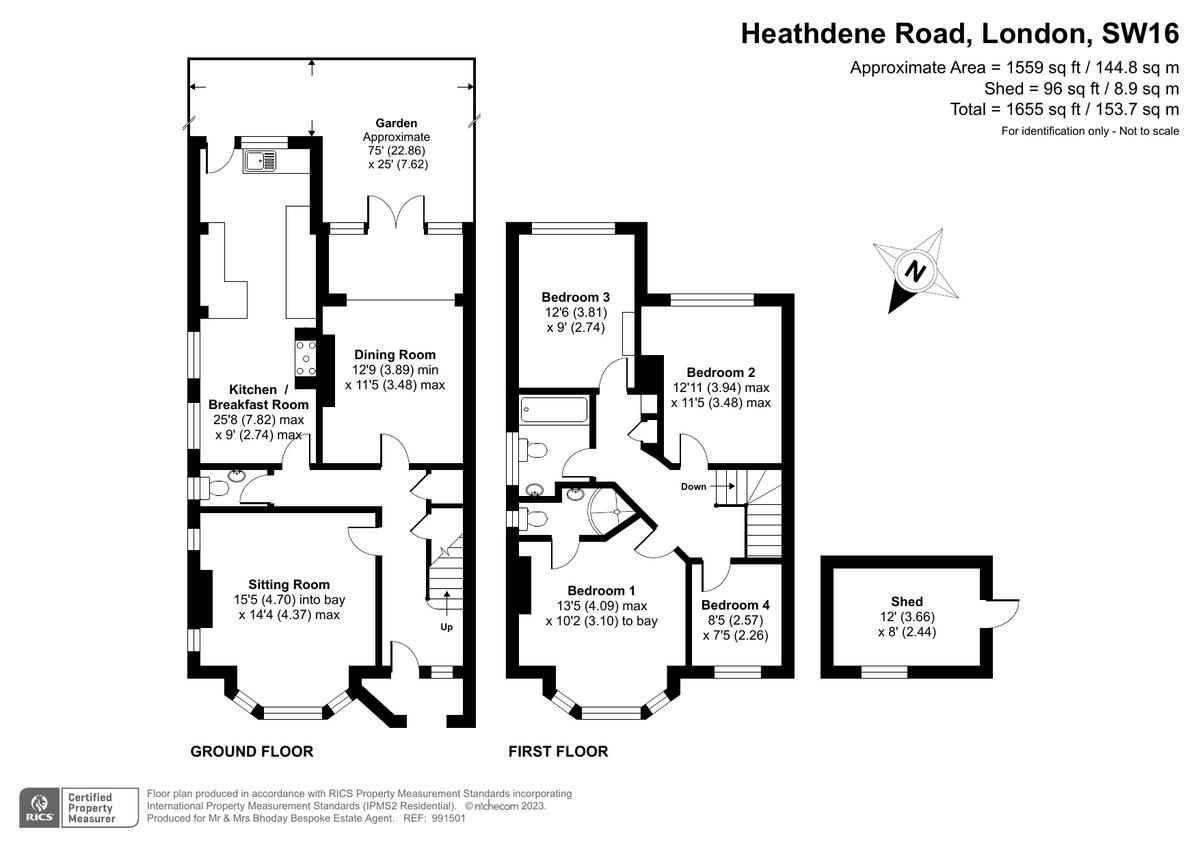 Heathdene Road, London, SW16
Approximate Area = 1559 sq ft / 144.8 sq m
Shed = 96 sq ft / 8.9 sq m
Total = 1655 sq ft / 153.7 sq m
For identification only - Not to scale
Garden
Approximate
75' (22.86)
x 25' (7.62)
N
Kitchen /
Breakfast Room
25'8 (7.82) max
x 9' (2.74) max
Dining Room
12'9 (3.89) min
x 11'5 (3.48) max
Sitting Room
15'5 (4.70) into bay
x 14'4 (4.37) max
Up
Bedroom 3
12'6 (3.81)
x 9' (2.74)
Bedroom 2
12'11 (3.94) max
x 11'5 (3.48) max
Down
Bedroom 1
13'5 (4.09) max
x 10'2 (3.10) to bay
Bedroom 4
8'5 (2.57)
x 7'5 (2.26)
Shed
12' (3.66)
x 8' (2.44)
GROUND FLOOR
FIRST FLOOR
RICS
Certified
Property
Measurer
Floor plan produced in accordance with RICS Property Measurement Standards incorporating
International Property Measurement Standards (IPMS2 Residential). © nichecom 2023.
Produced for Mr & Mrs Bhoday Bespoke Estate Agent. REF: 991501